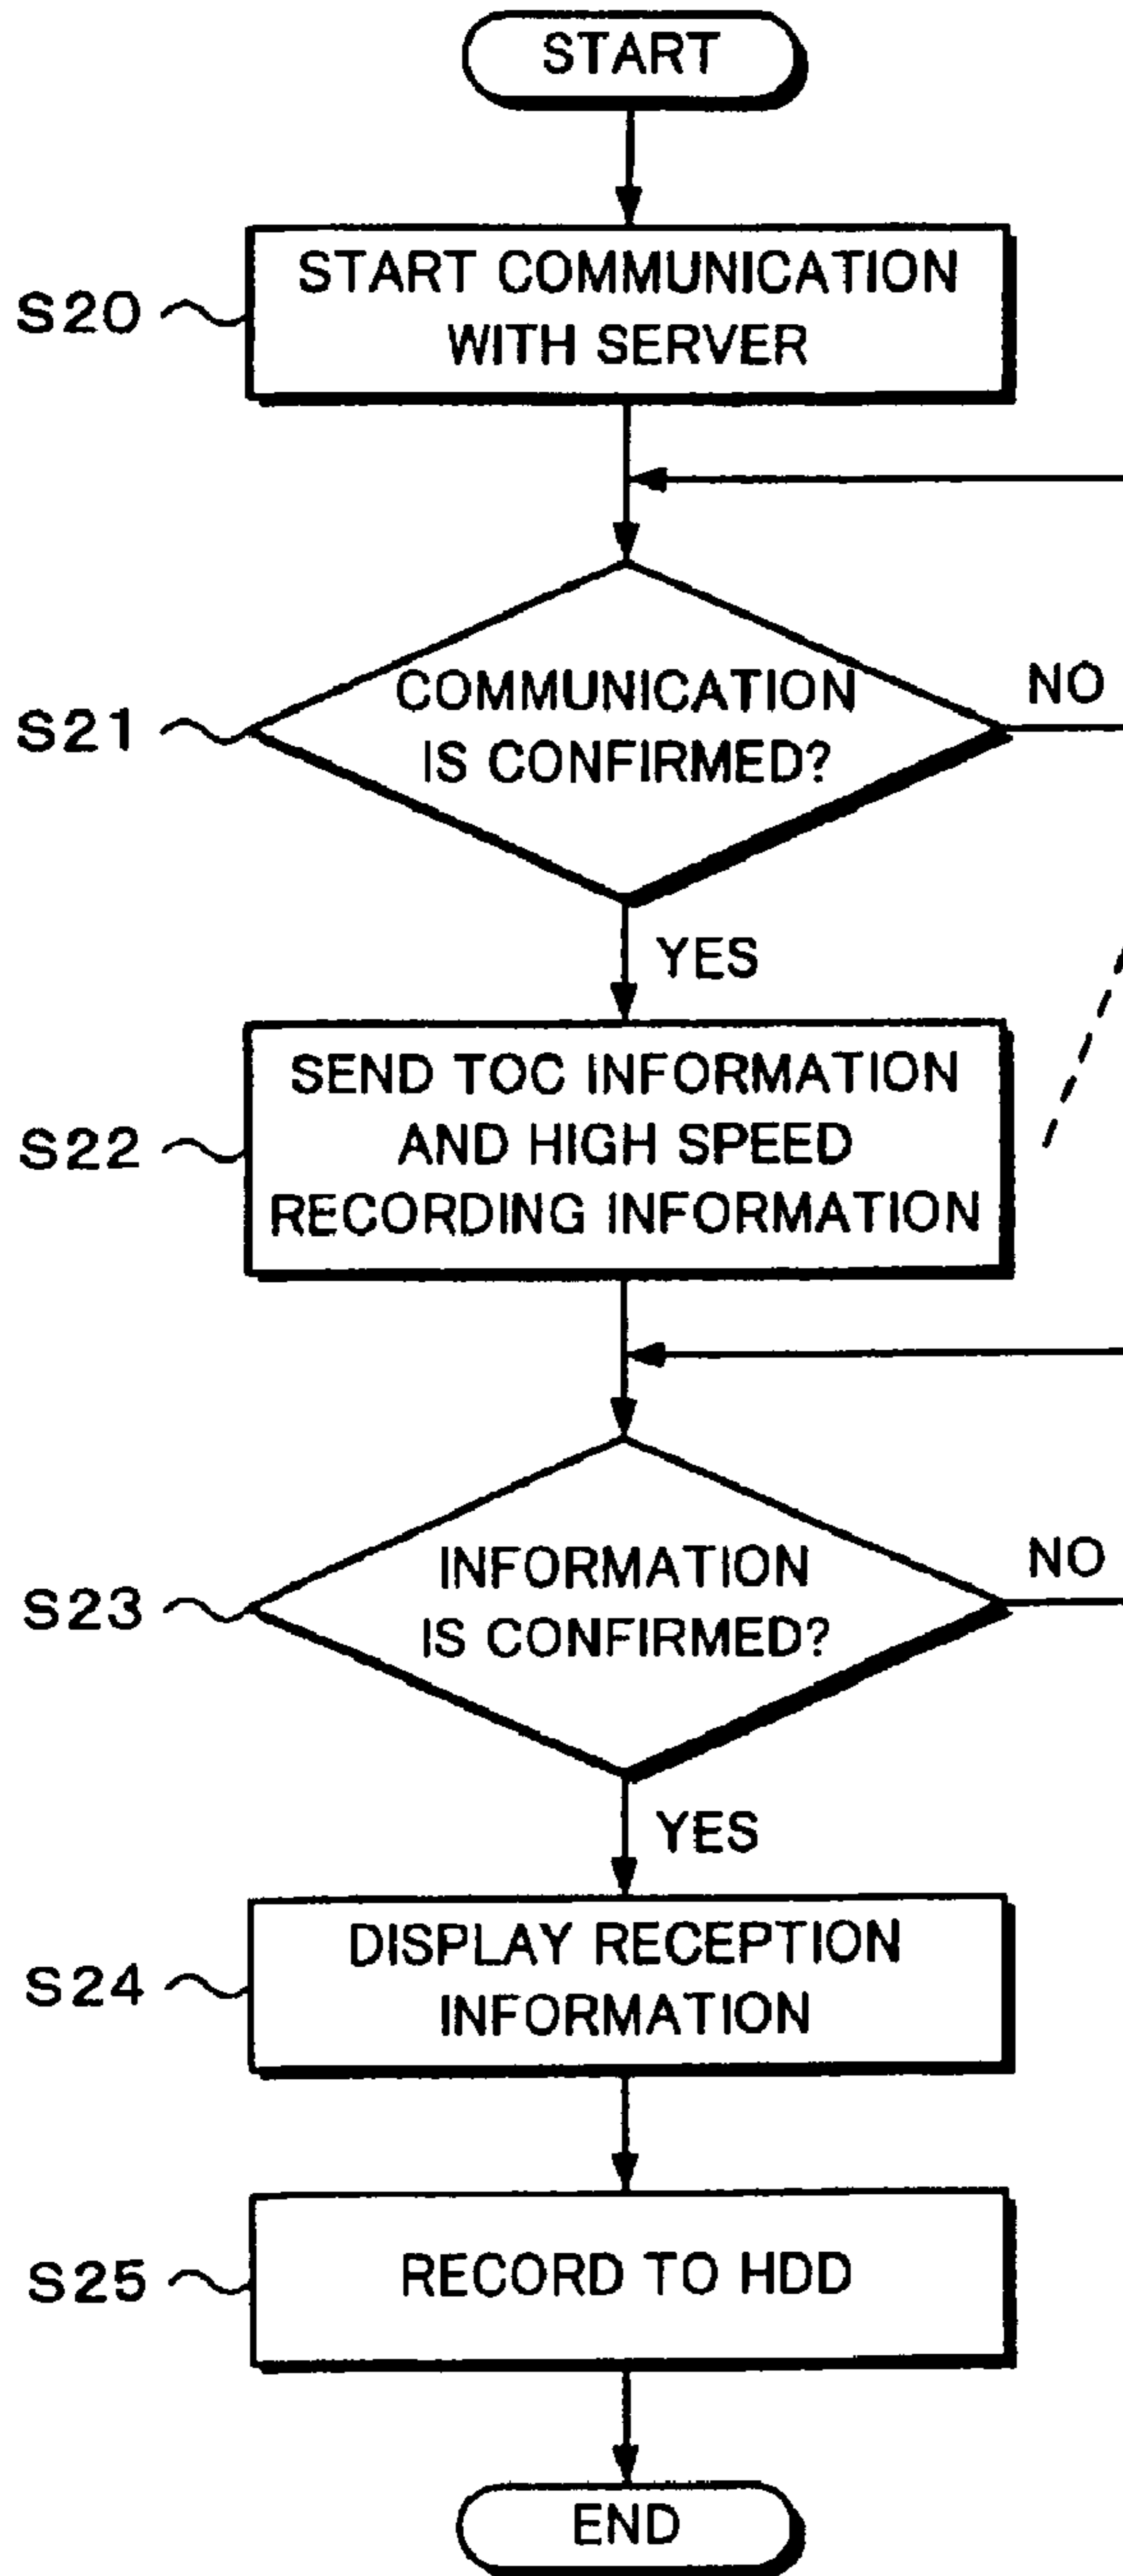 START
S20
START COMMUNICATION
WITH SERVER
S21
COMMUNICATION
IS CONFIRMED?
NO
YES
S22
SEND TOC INFORMATION
AND HIGH SPEED
RECORDING INFORMATION
S23
INFORMATION
IS CONFIRMED?
NO
YES
S24
DISPLAY RECEPTION
INFORMATION
S25
RECORD TO HDD
END